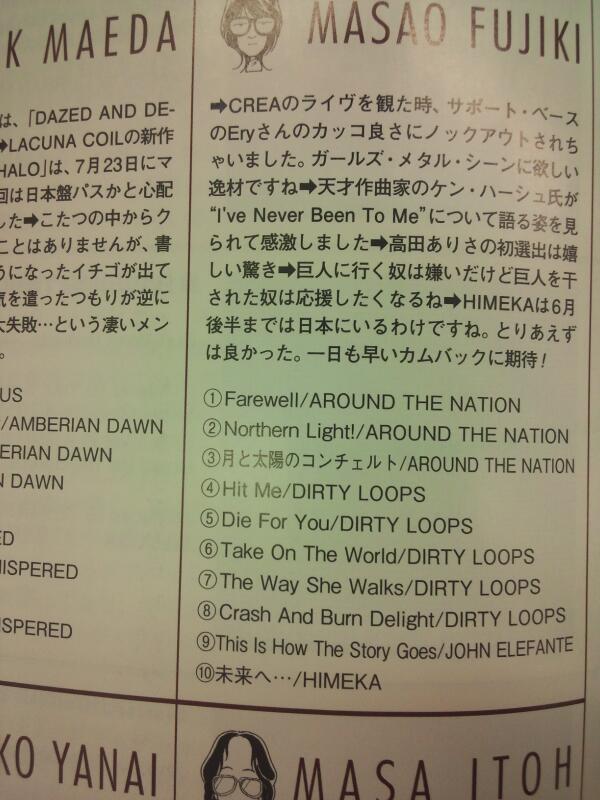 K MAEDA
は、「DAZED AND DE-
➡LACUNA COILの新作
HALO」は、7月23日にマ
回は日本盤パスかと心配
した➡こたつの中からク
ことはありませんが、書
うになったイチゴが出て
気を遣ったつもりが逆に
大失敗…という凄いメン
。
US
/AMBERIAN DAWN
BERIAN DAWN
N DAWN
ED
HISPERED
ISPERED
MASAO FUJIKI
➡CREAのライヴを観た時、サポート・ベース
のEryさんのカッコ良さにノックアウトされち
ゃいました。ガールズ・メタル・シーンに欲しい
逸材ですね➡天才作曲家のケン・ハーシュ氏が
“I've Never Been To Me”について語る姿を見
られて感激しました➡高田ありさの初選出は嬉
しい驚き➡巨人に行く奴は嫌いだけど巨人を干
された奴は応援したくなるね➡HIMEKAは6月
後半までは日本にいるわけですね。とりあえず
は良かった。一日も早いカムバックに期待!
①Farewell/AROUND THE NATION
②Northern Light!/AROUND THE NATION
③月と太陽のコンチェルト/AROUND THE NATION
④Hit Me/DIRTY LOOPS
⑤Die For You/DIRTY LOOPS
⑥Take On The World/DIRTY LOOPS
⑦The Way She Walks/DIRTY LOOPS
⑧Crash And Burn Delight/DIRTY LOOPS
⑨This Is How The Story Goes/JOHN ELEFANTE
⑩未来へ…/HIMEKA
KO YANAI
MASA ITOH